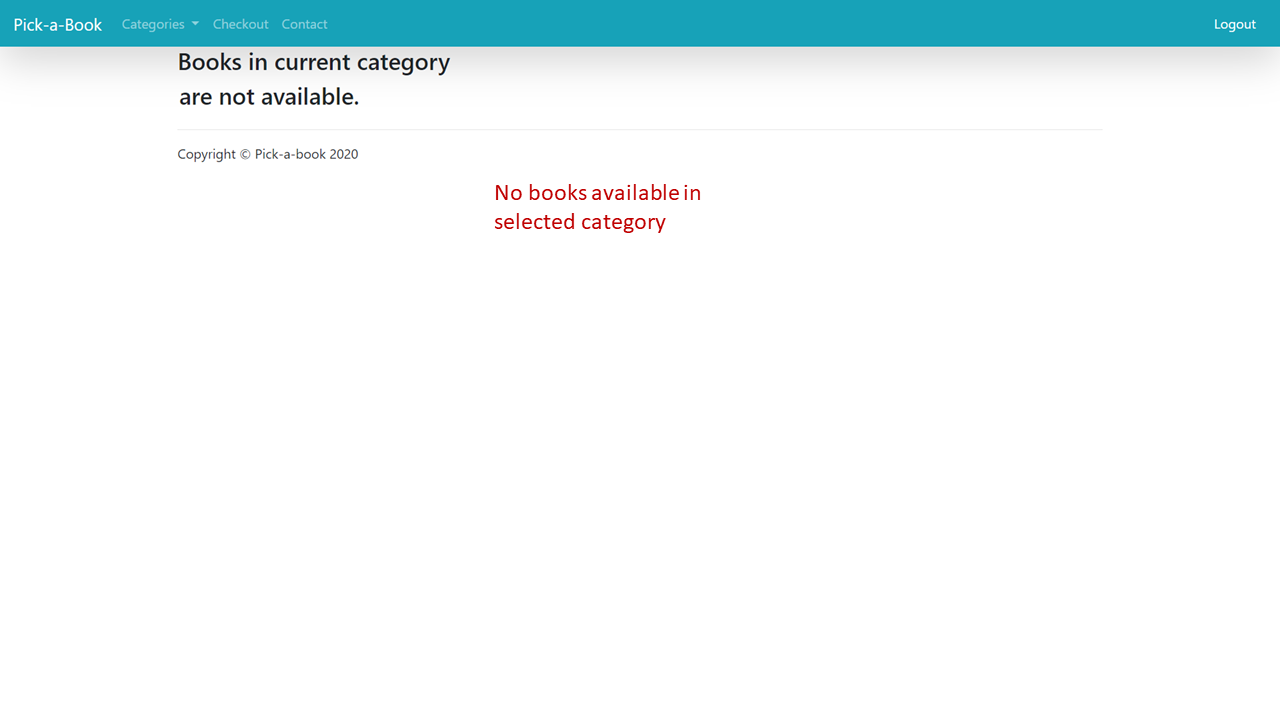 Pick-a-Book Categories Checkout Contact Logout
Books in current category
are not available.
Copyright © Pick-a-book 2020
No books available in
selected category